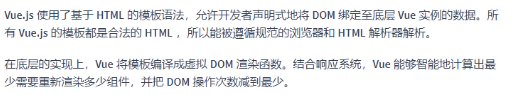 Vue.js 使用了基于 HTML 的模板语法，允许开发者声明式地将 DOM 绑定至底层 Vue 实例的数据。所
有 Vue.js 的模板都是合法的 HTML ，所以能被遵循规范的浏览器和 HTML 解析器解析。
在底层的实现上，Vue 将模板编译成虚拟 DOM 渲染函数。结合响应系统，Vue 能够智能地计算出最
少需要重新渲染多少组件，并把 DOM 操作次数减到最少。